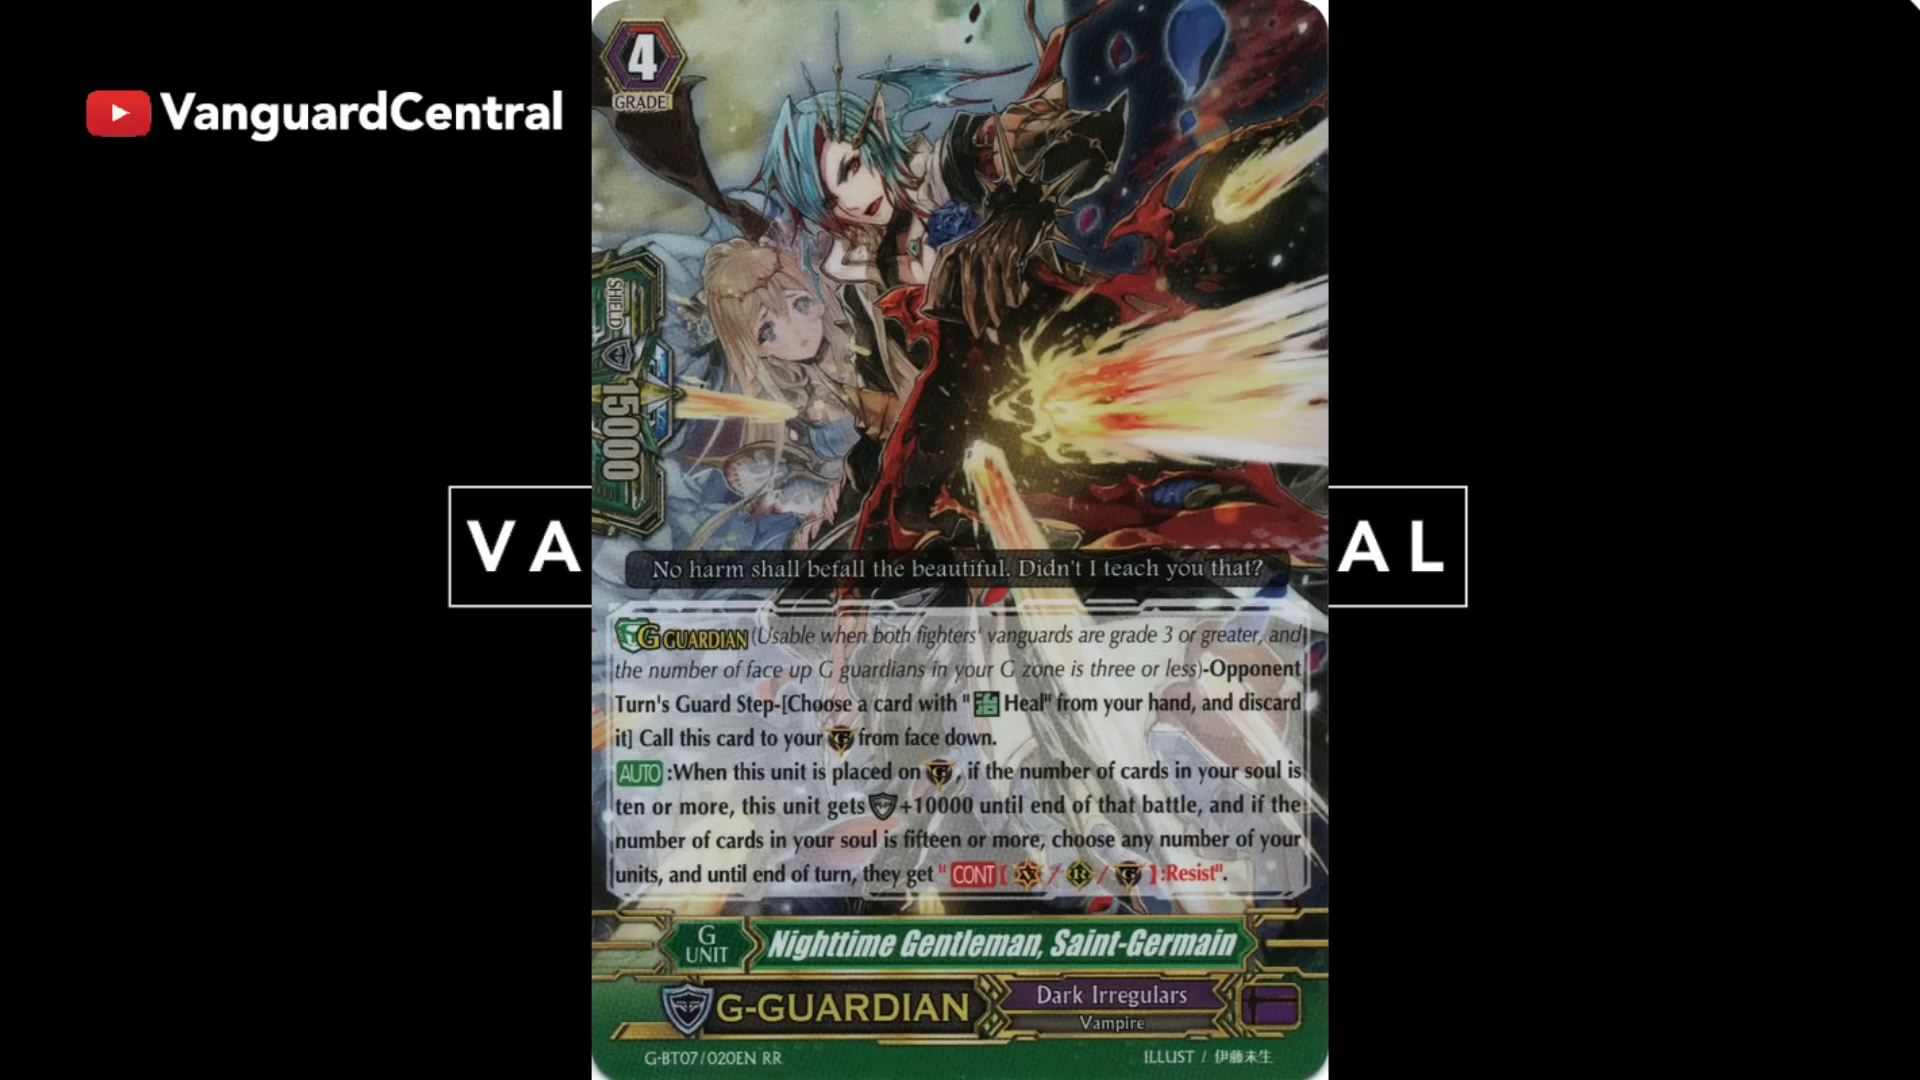 VanguardCentral
4
GRADE
SHIELD
15000
VA
AL
No harm shall befall the beautiful. Didn't I teach you that?
G GUARDIAN (Usable when both fighters' vanguards are grade 3 or greater, and
the number of face up G guardians in your G zone is three or less)-Opponent
Turn's Guard Step-[Choose a card with "治 Heal" from your hand, and discard
it] Call this card to your G from face down.
AUTO:When this unit is placed on G, if the number of cards in your soul is
ten or more, this unit gets +10000 until end of that battle, and if the
number of cards in your soul is fifteen or more, choose any number of your
units, and until end of turn, they get "CONT[V/R/G]:Resist".
G UNIT
Nighttime Gentleman, Saint-Germain
G-GUARDIAN
Dark Irregulars
Vampire
G-BT07/020EN RR
ILLUST / 伊藤未生